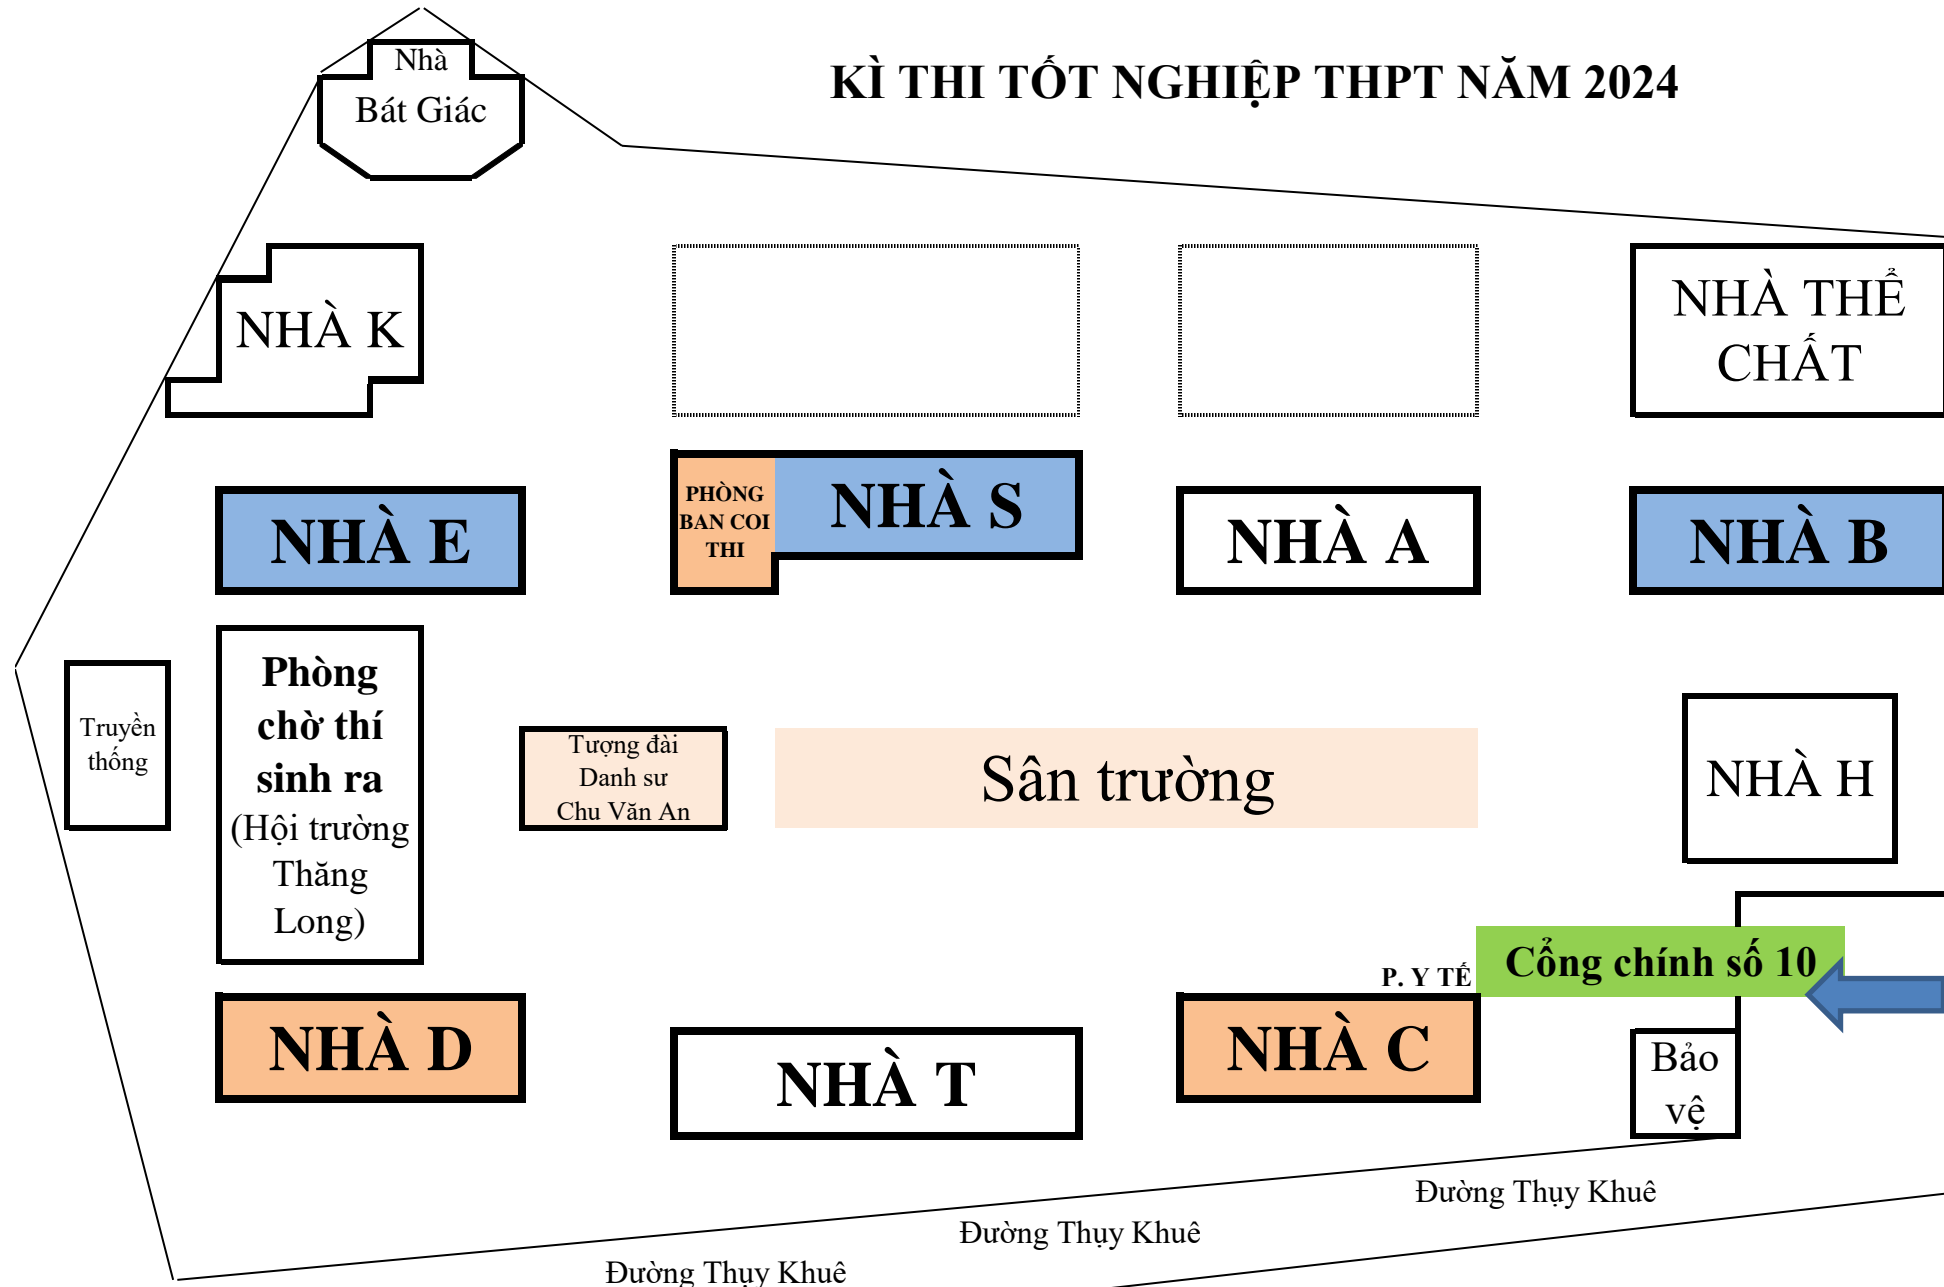 Nhà
Bát Giác
KÌ THI TỐT NGHIỆP THPT NĂM 2024
NHÀ K
NHÀ THỂ
CHẤT
NHÀ E
PHÒNG
BAN COI
THI
NHÀ S
NHÀ A
NHÀ B
Truyền
thống
Phòng
chờ thí
sinh ra
(Hội trường
Thăng
Long)
Tượng đài
Danh sư
Chu Văn An
Sân trường
NHÀ H
P. Y TẾ
Cổng chính số 10
NHÀ D
NHÀ T
NHÀ C
Bảo
vệ
Đường Thụy Khuê
Đường Thụy Khuê
Đường Thụy Khuê